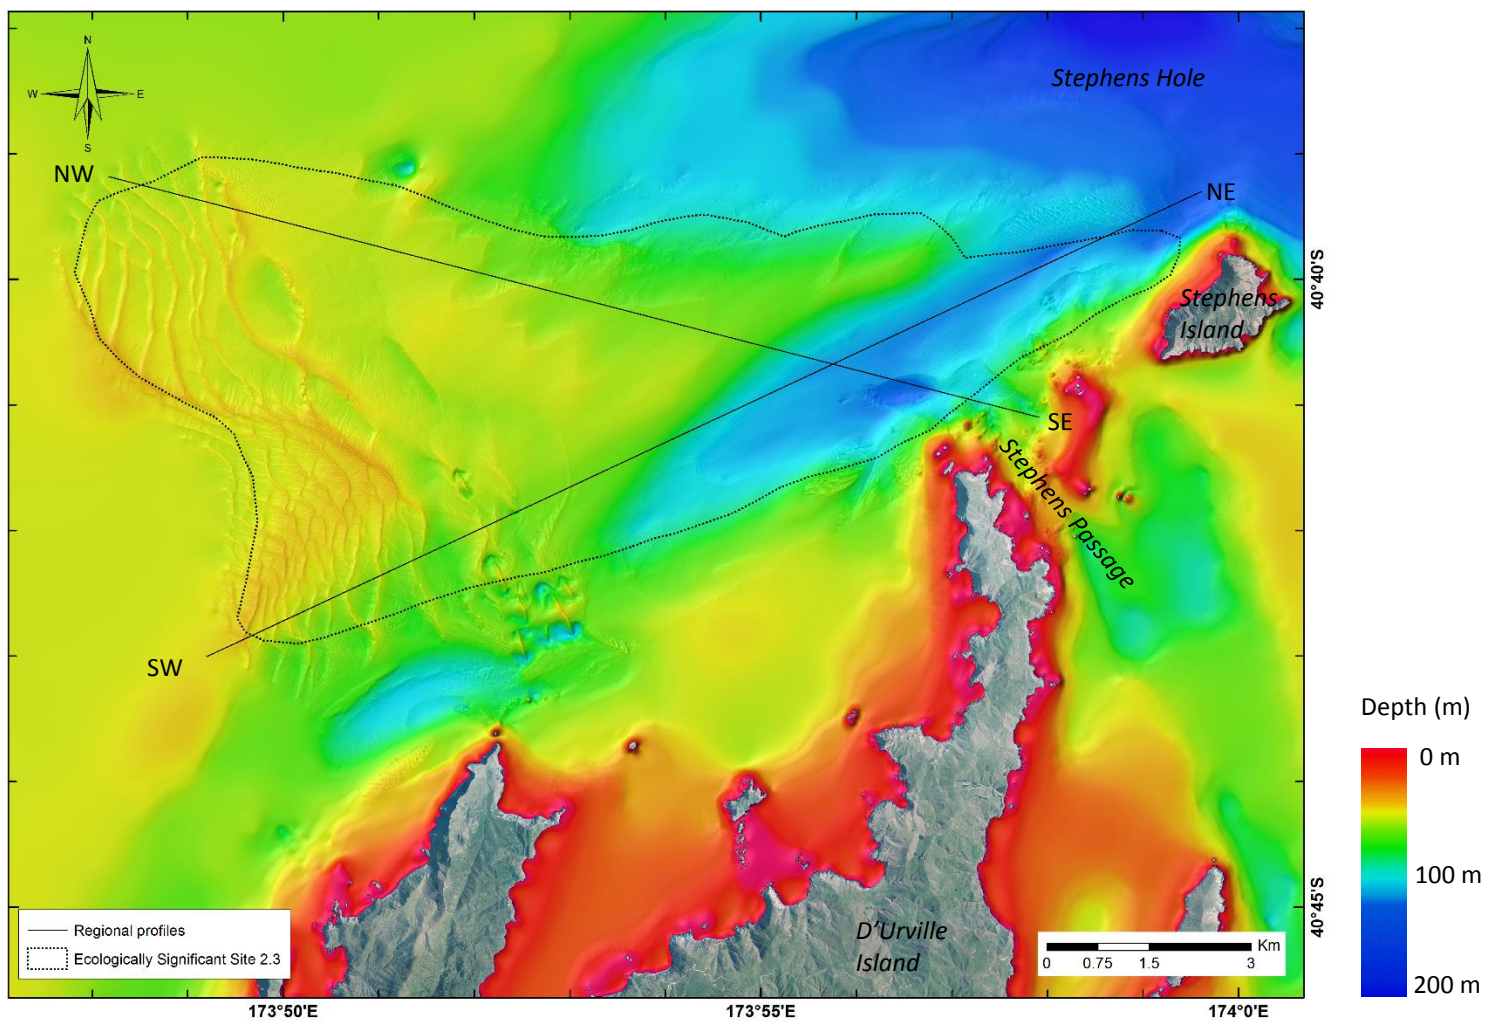 N
W
E
S
Stephens Hole
NW
NE
40°40'S
Stephens
Island
SE
Stephens Passage
SW
Depth (m)
0 m
100 m
200 m
40°45'S
D'Urville
Island
Regional profiles
Ecologically Significant Site 2.3
Km
0 0.75 1.5 3
173°50'E
173°55'E
174°0'E